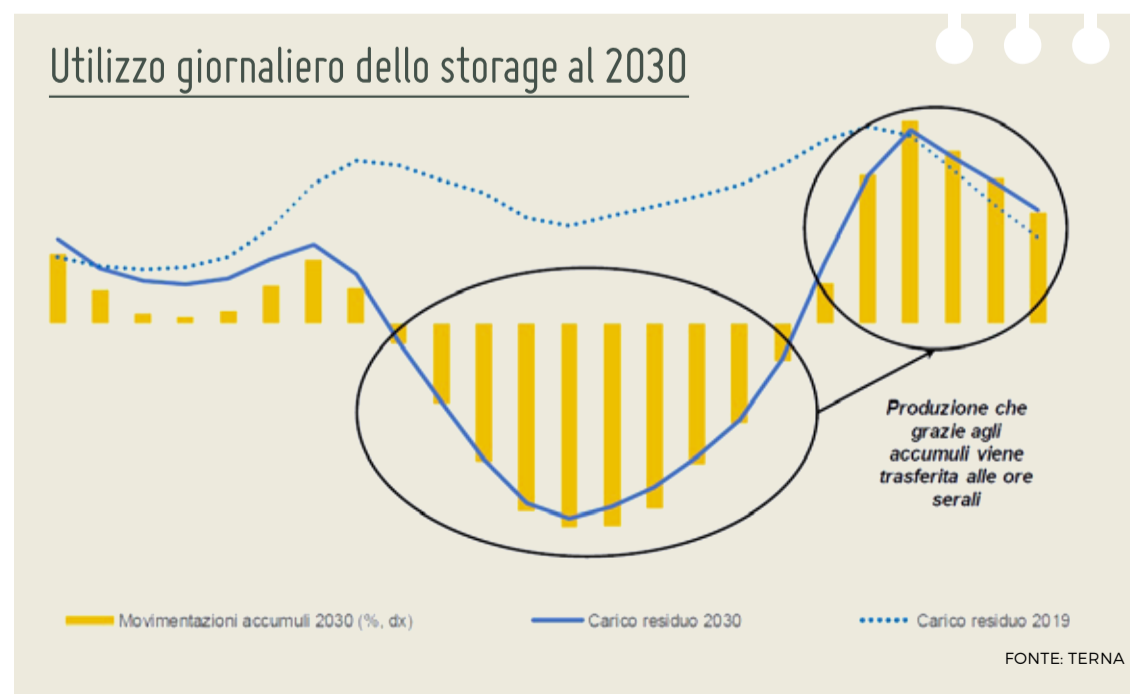 Utilizzo giornaliero dello storage al 2030
Produzione che
grazie agli
accumuli viene
trasferita alle ore
serali
Movimentazioni accumuli 2030 (%, dx)
Carico residuo 2030
Carico residuo 2019
FONTE: TERNA